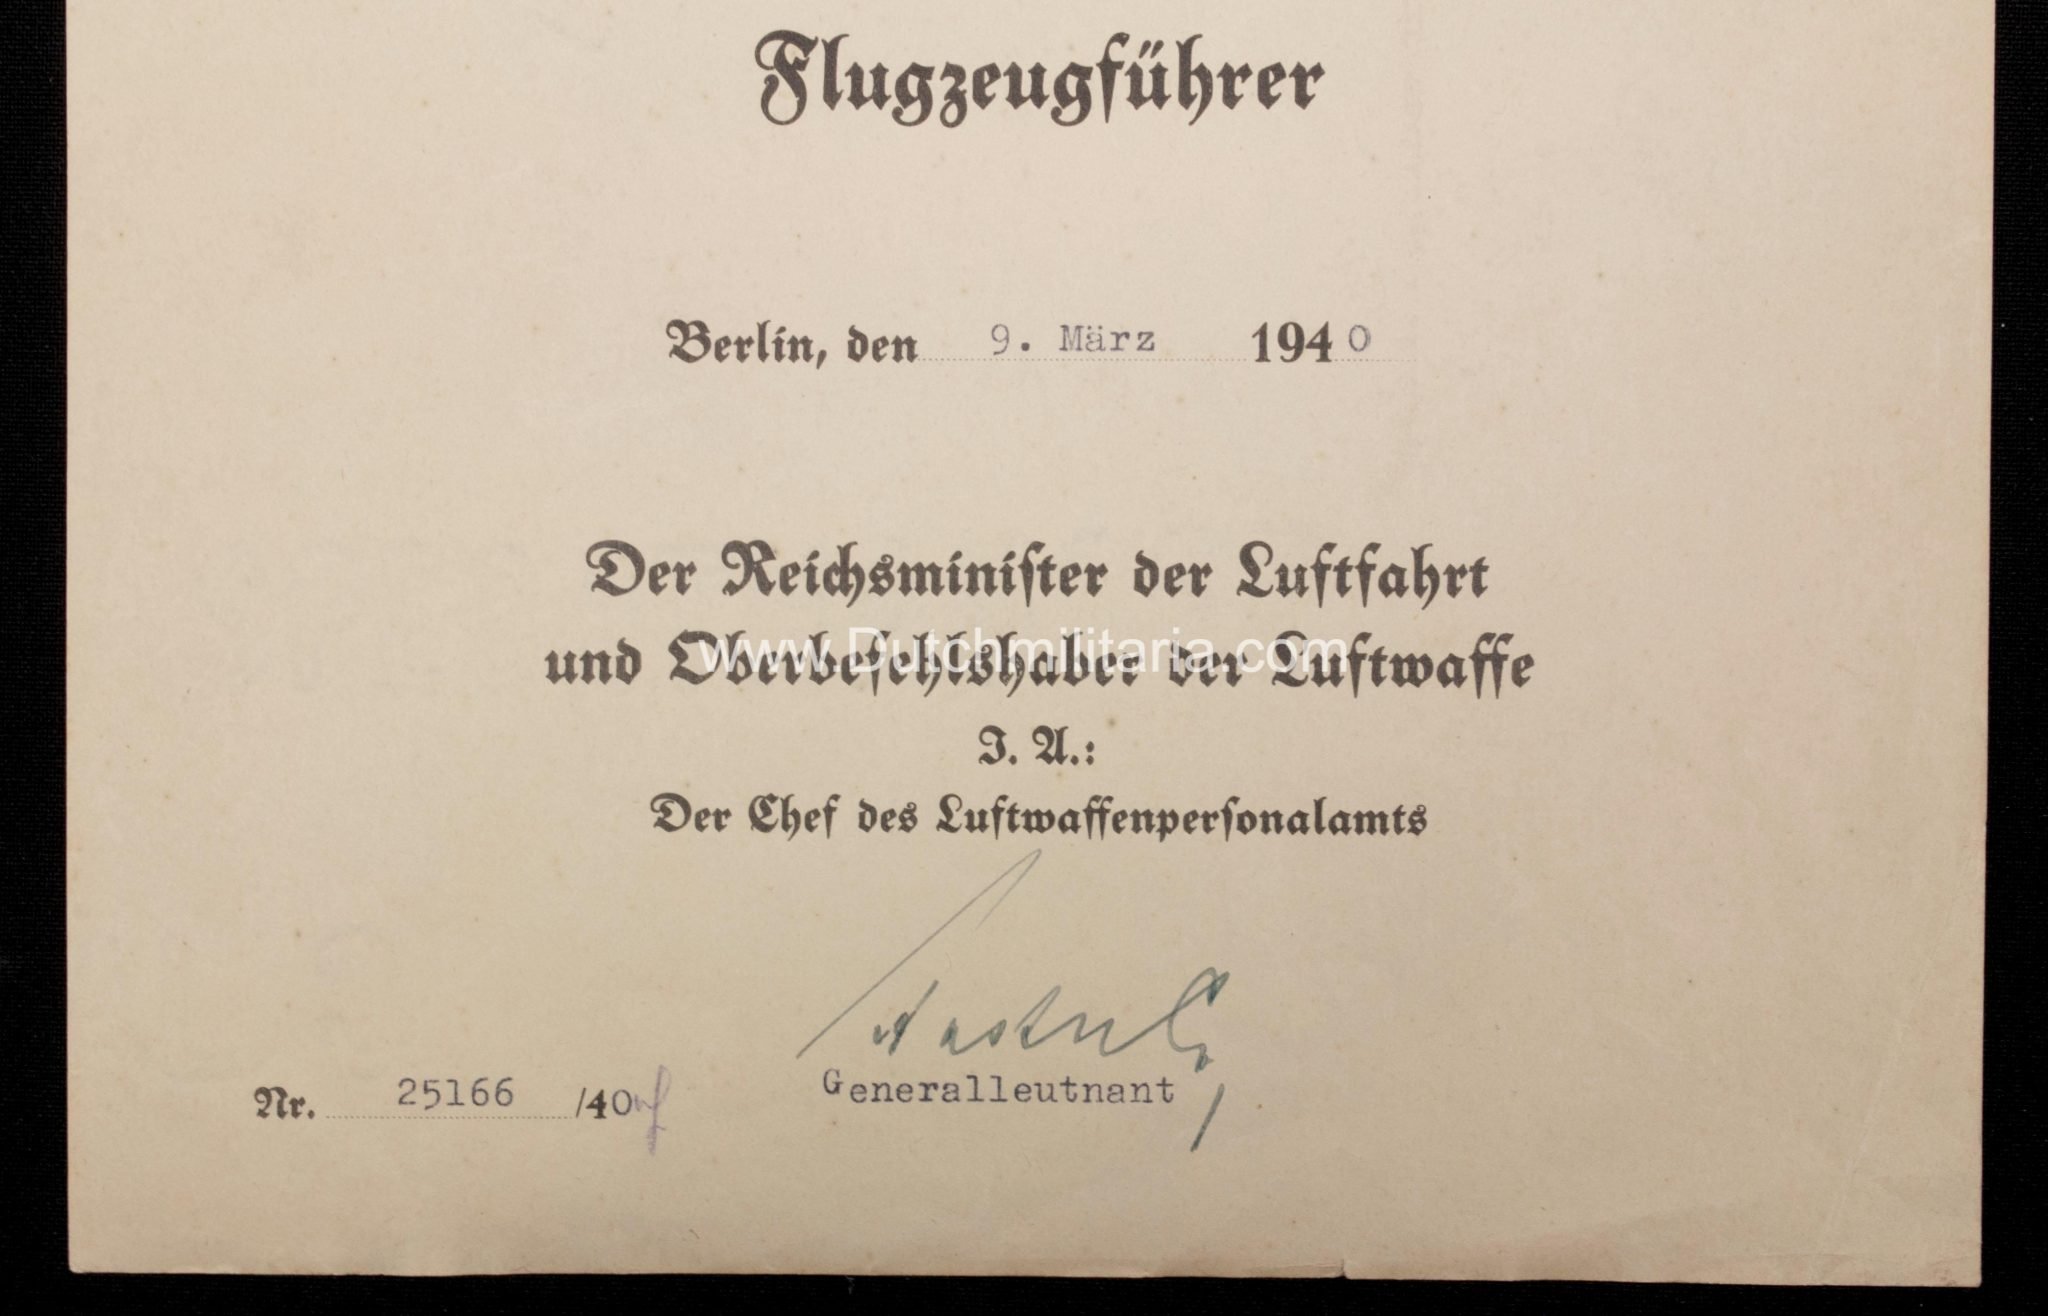 Flugzeugführer
Berlin, den 9. März 1940
Der Reichsminister der Luftfahrt
und Oberbefehlshaber der Luftwaffe
www.Dutchmilitaria.com
I. A.:
Der Chef des Luftwaffenpersonalamts
Generalleutnant
Nr. 25166 /40